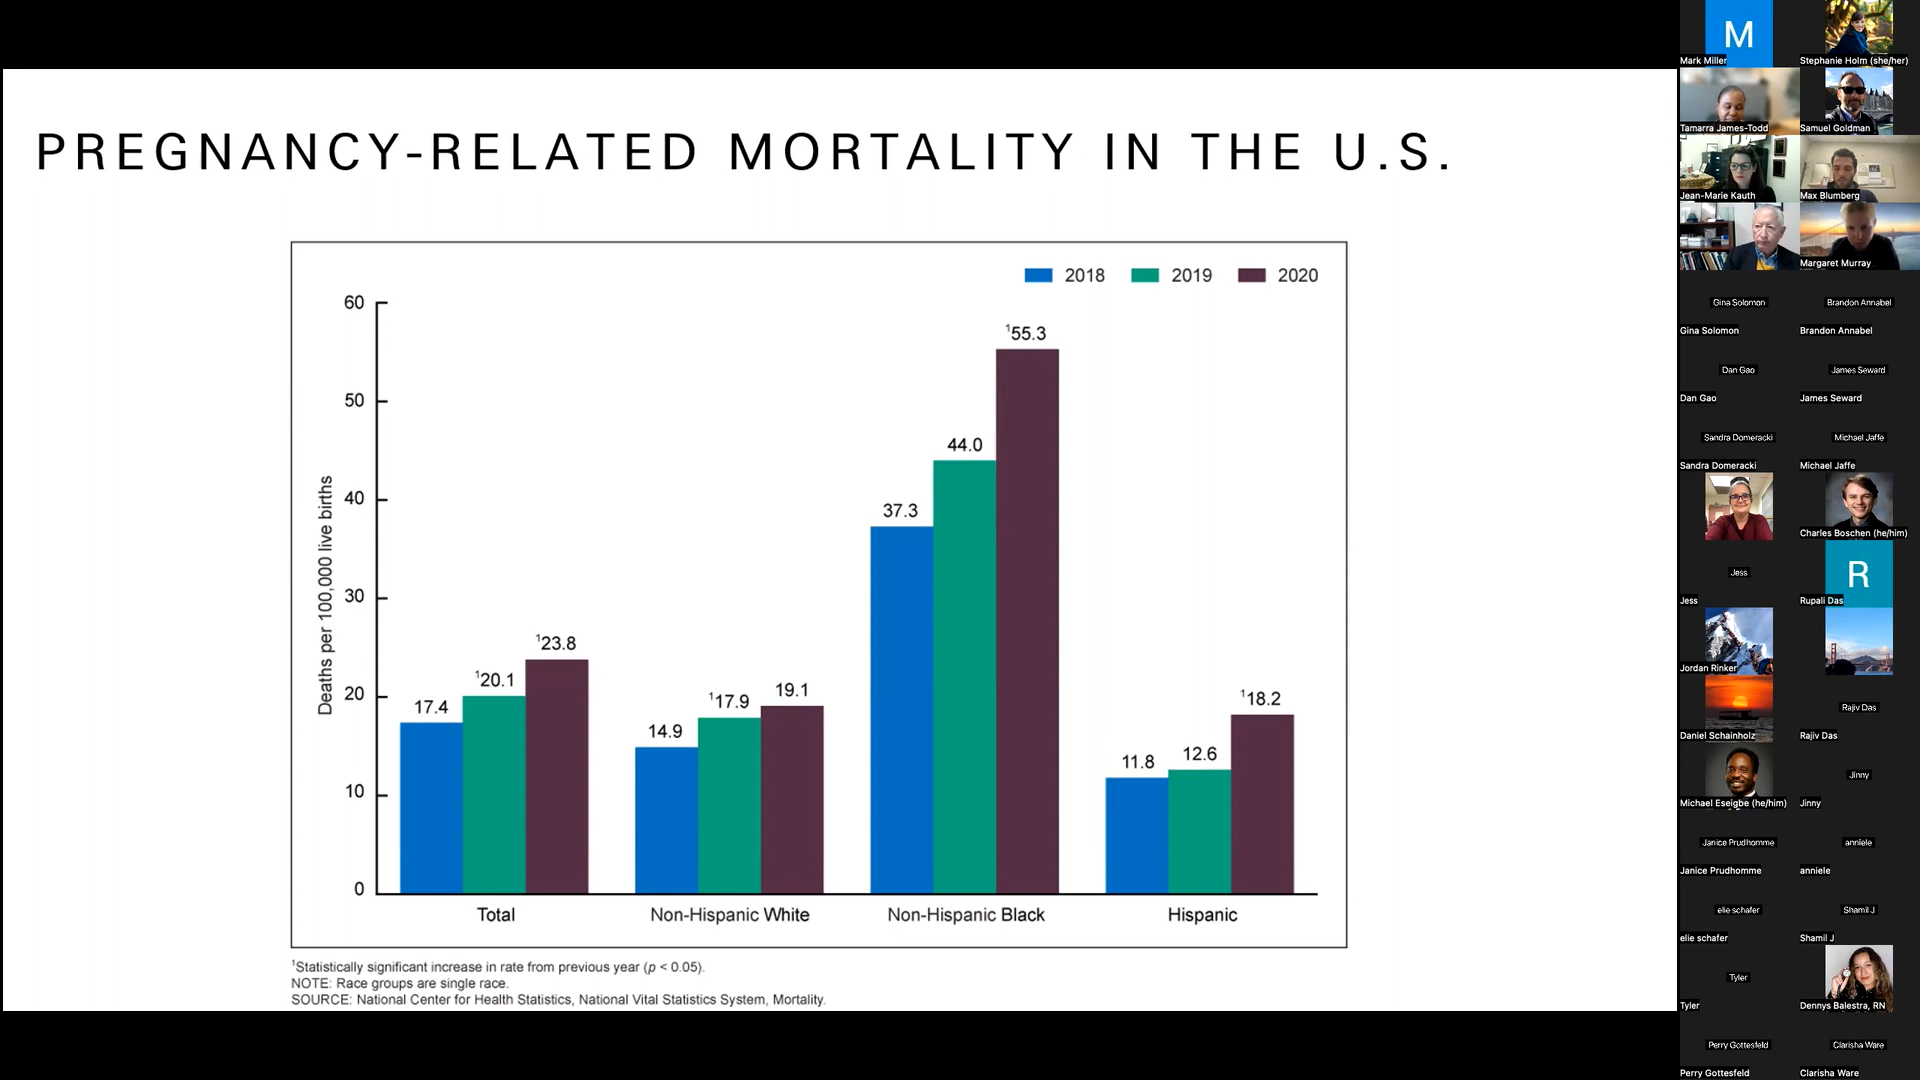 PREGNANCY-RELATED MORTALITY IN THE U.S.
2018 2019 2020
Deaths per 100,000 live births
60
50
40
30
20
10
0
17.4
¹20.1
¹23.8
14.9
¹17.9
19.1
37.3
44.0
¹55.3
11.8
12.6
¹18.2
Total
Non-Hispanic White
Non-Hispanic Black
Hispanic
¹Statistically significant increase in rate from previous year (p < 0.05).
NOTE: Race groups are single race.
SOURCE: National Center for Health Statistics, National Vital Statistics System, Mortality.
M
Mark Miller
Stephanie Holm (she/her)
Tamarra James-Todd
Samuel Goldman
Jean-Marie Kauth
Max Blumberg
Margaret Murray
Gina Solomon
Brandon Annabel
Gina Solomon
Brandon Annabel
Dan Gao
James Seward
Dan Gao
James Seward
Sandra Domeracki
Michael Jaffe
Sandra Domeracki
Michael Jaffe
Charles Boschen (he/him)
Jess
R
Jess
Rupali Das
Jordan Rinker
Rajiv Das
Daniel Schainholz
Rajiv Das
Jinny
Michael Eseigbe (he/him)
Jinny
Janice Prudhomme
anniele
Janice Prudhomme
anniele
elie schafer
Shamil J
elie schafer
Shamil J
Tyler
Tyler
Dennys Balestra, RN
Perry Gottesfeld
Clarisha Ware
Perry Gottesfeld
Clarisha Ware